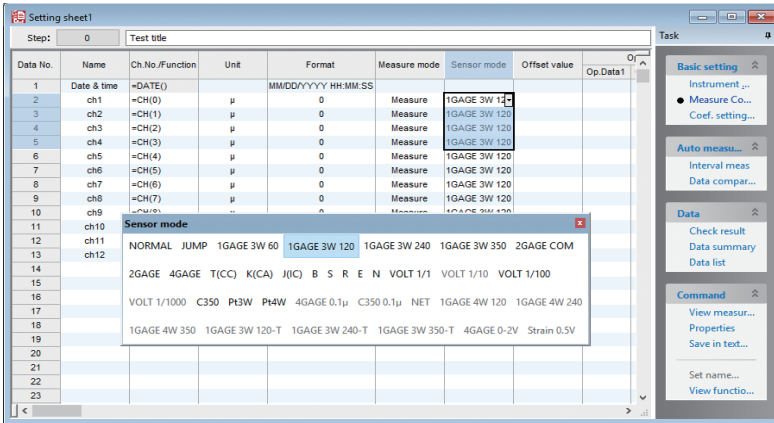 Setting sheet1
Step: 0 Test title
Data No. Name Ch.No./Function Unit Format Measure mode Sensor mode Offset value Op
Op.Data1
1 Date & time =DATE() MM/DD/YYYY HH:MM:SS
2 ch1 =CH(0) µ 0 Measure 1GAGE 3W 12
3 ch2 =CH(1) µ 0 Measure 1GAGE 3W 120
4 ch3 =CH(2) µ 0 Measure 1GAGE 3W 120
5 ch4 =CH(3) µ 0 Measure 1GAGE 3W 120
6 ch5 =CH(4) µ 0 Measure 1GAGE 3W 120
7 ch6 =CH(5) µ 0 Measure 1GAGE 3W 120
8 ch7 =CH(6) µ 0 Measure 1GAGE 3W 120
9 ch8 =CH(7) µ 0 Measure 1GAGE 3W 120
10 ch9 =CH(8) µ 0 Measure 1GAGE 3W 120
11 ch10
12 ch11
13 ch12
14
15
16
17
18
19
20
21
22
23
Sensor mode
NORMAL JUMP 1GAGE 3W 60 1GAGE 3W 120 1GAGE 3W 240 1GAGE 3W 350 2GAGE COM
2GAGE 4GAGE T(CC) K(CA) J(IC) B S R E N VOLT 1/1 VOLT 1/10 VOLT 1/100
VOLT 1/1000 C350 Pt3W Pt4W 4GAGE 0.1µ C350 0.1µ NET 1GAGE 4W 120 1GAGE 4W 240
1GAGE 4W 350 1GAGE 3W 120-T 1GAGE 3W 240-T 1GAGE 3W 350-T 4GAGE 0-2V Strain 0.5V
Task
Basic setting
Instrument ...
Measure Co...
Coef. setting...
Auto measu...
Interval meas
Data compar...
Data
Check result
Data summary
Data list
Command
View measur...
Properties
Save in text...
Set name...
View functio...